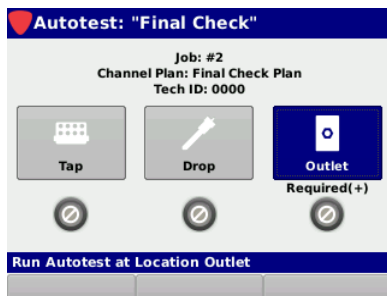 Autotest: "Final Check"
Job: #2
Channel Plan: Final Check Plan
Tech ID: 0000
Tap
Drop
Outlet
Required(+)
Run Autotest at Location Outlet